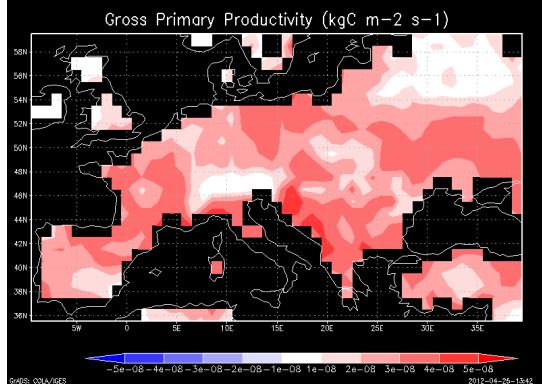 Gross Primary Productivity (kgC m-2 s-1)
58N
56N
54N
52N
50N
48N
46N
44N
42N
40N
38N
36N
5W 0 5E 10E 15E 20E 25E 30E 35E
-5e-08 -4e-08 -3e-08 -2e-08 -1e-08 1e-08 2e-08 3e-08 4e-08 5e-08
GrADS: COLA/IGES 2012-04-25-13:42